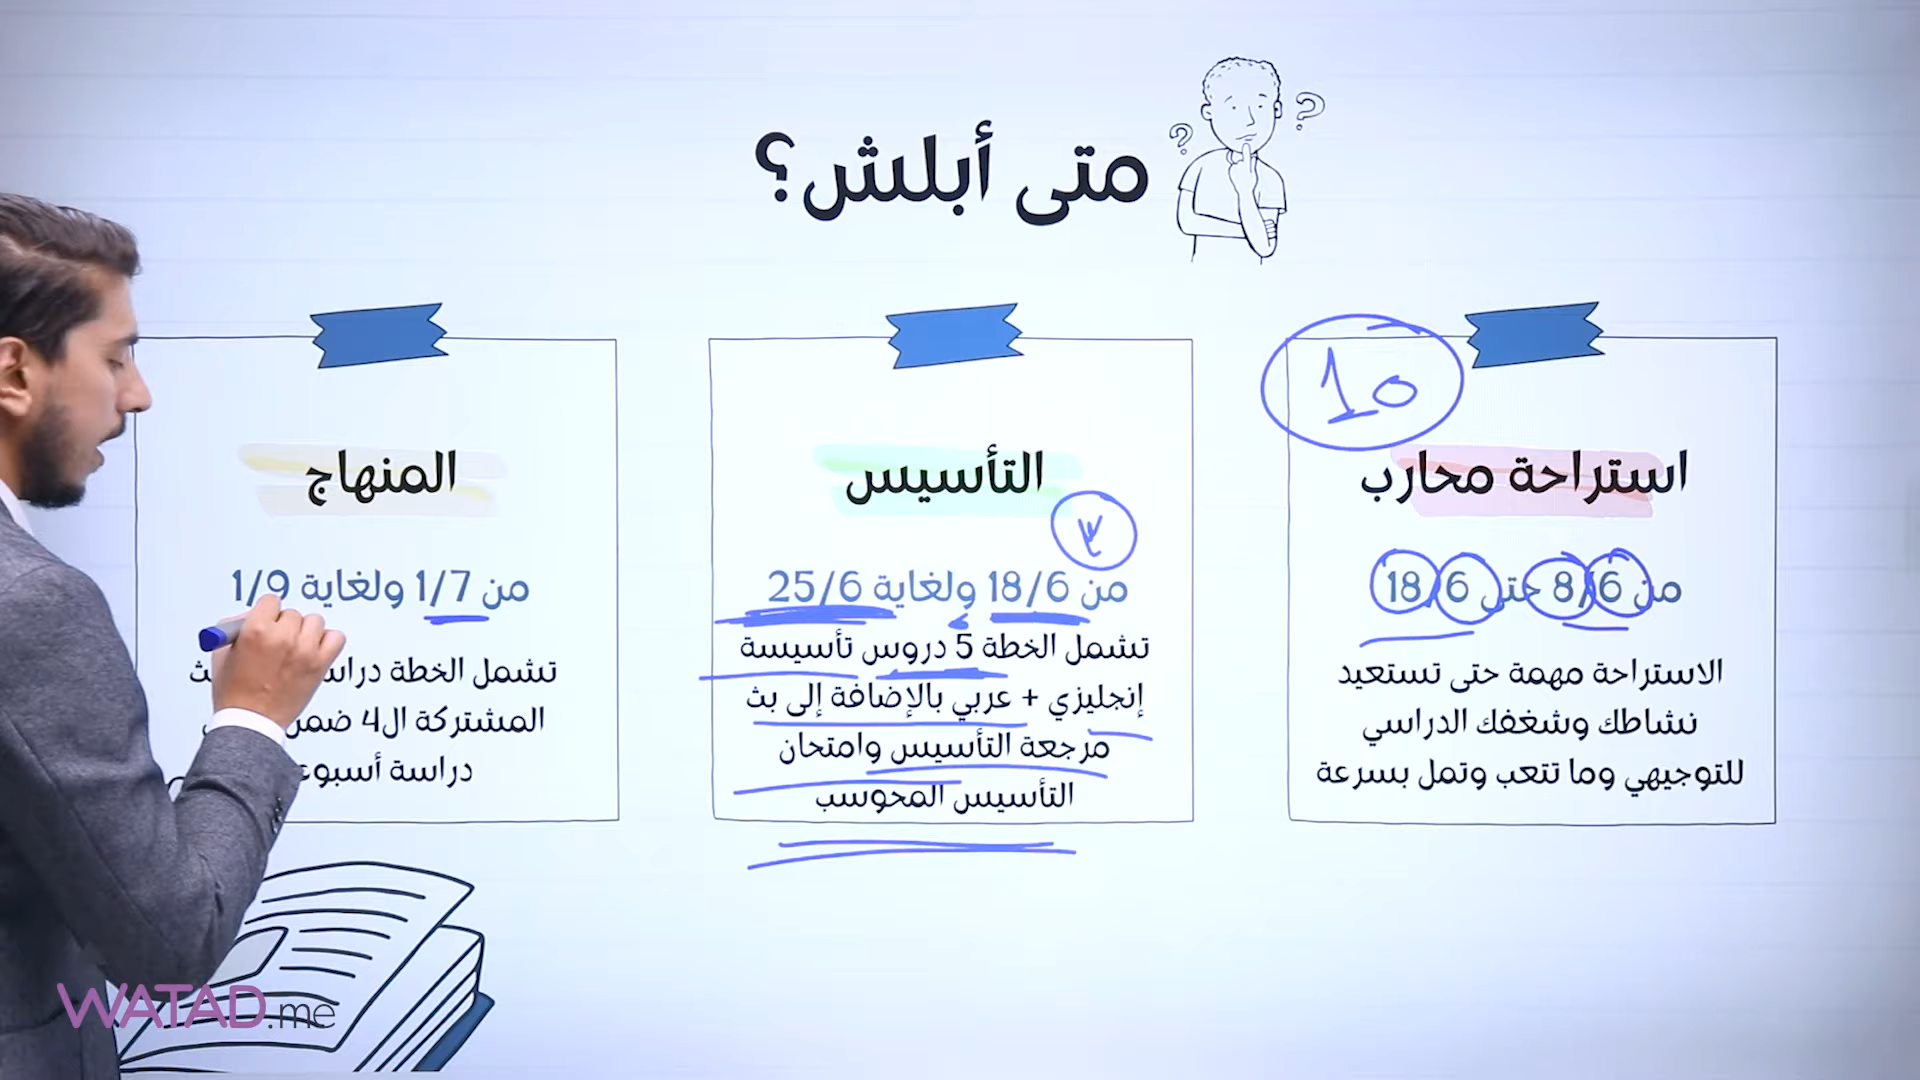 متى أبلش؟
? ?
10
استراحة محارب
من 8/6 حتى 18/6
الاستراحة مهمة حتى تستعيد
نشاطك وشغفك الدراسي
للتوجيهي وما تتعب وتمل بسرعة
التأسيس
من 18/6 ولغاية 25/6
تشمل الخطة 5 دروس تأسيسة
إنجليزي + عربي بالإضافة إلى بث
مرجعة التأسيس وامتحان
التأسيس المحوسب
المنهاج
من 1/7 ولغاية 1/9
تشمل الخطة
المشتركة ال4 ضمن
دراسة
WATAD.me